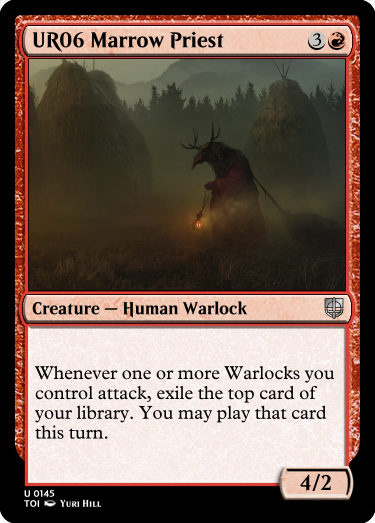 UR06 Marrow Priest 3
Creature — Human Warlock
Whenever one or more Warlocks you
control attack, exile the top card of
your library. You may play that card
this turn.
4/2
U 0145
TOI Yuri Hill